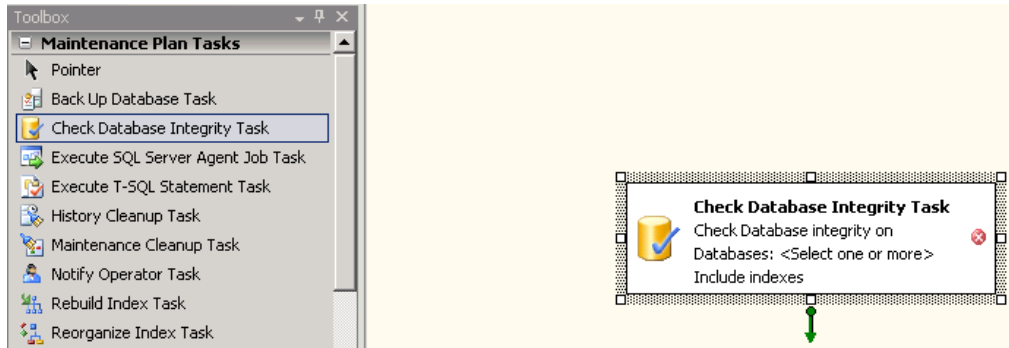 Toolbox
Maintenance Plan Tasks
Pointer
Back Up Database Task
Check Database Integrity Task
Execute SQL Server Agent Job Task
Execute T-SQL Statement Task
History Cleanup Task
Maintenance Cleanup Task
Notify Operator Task
Rebuild Index Task
Reorganize Index Task
Check Database Integrity Task
Check Database integrity on
Databases: <Select one or more>
Include indexes